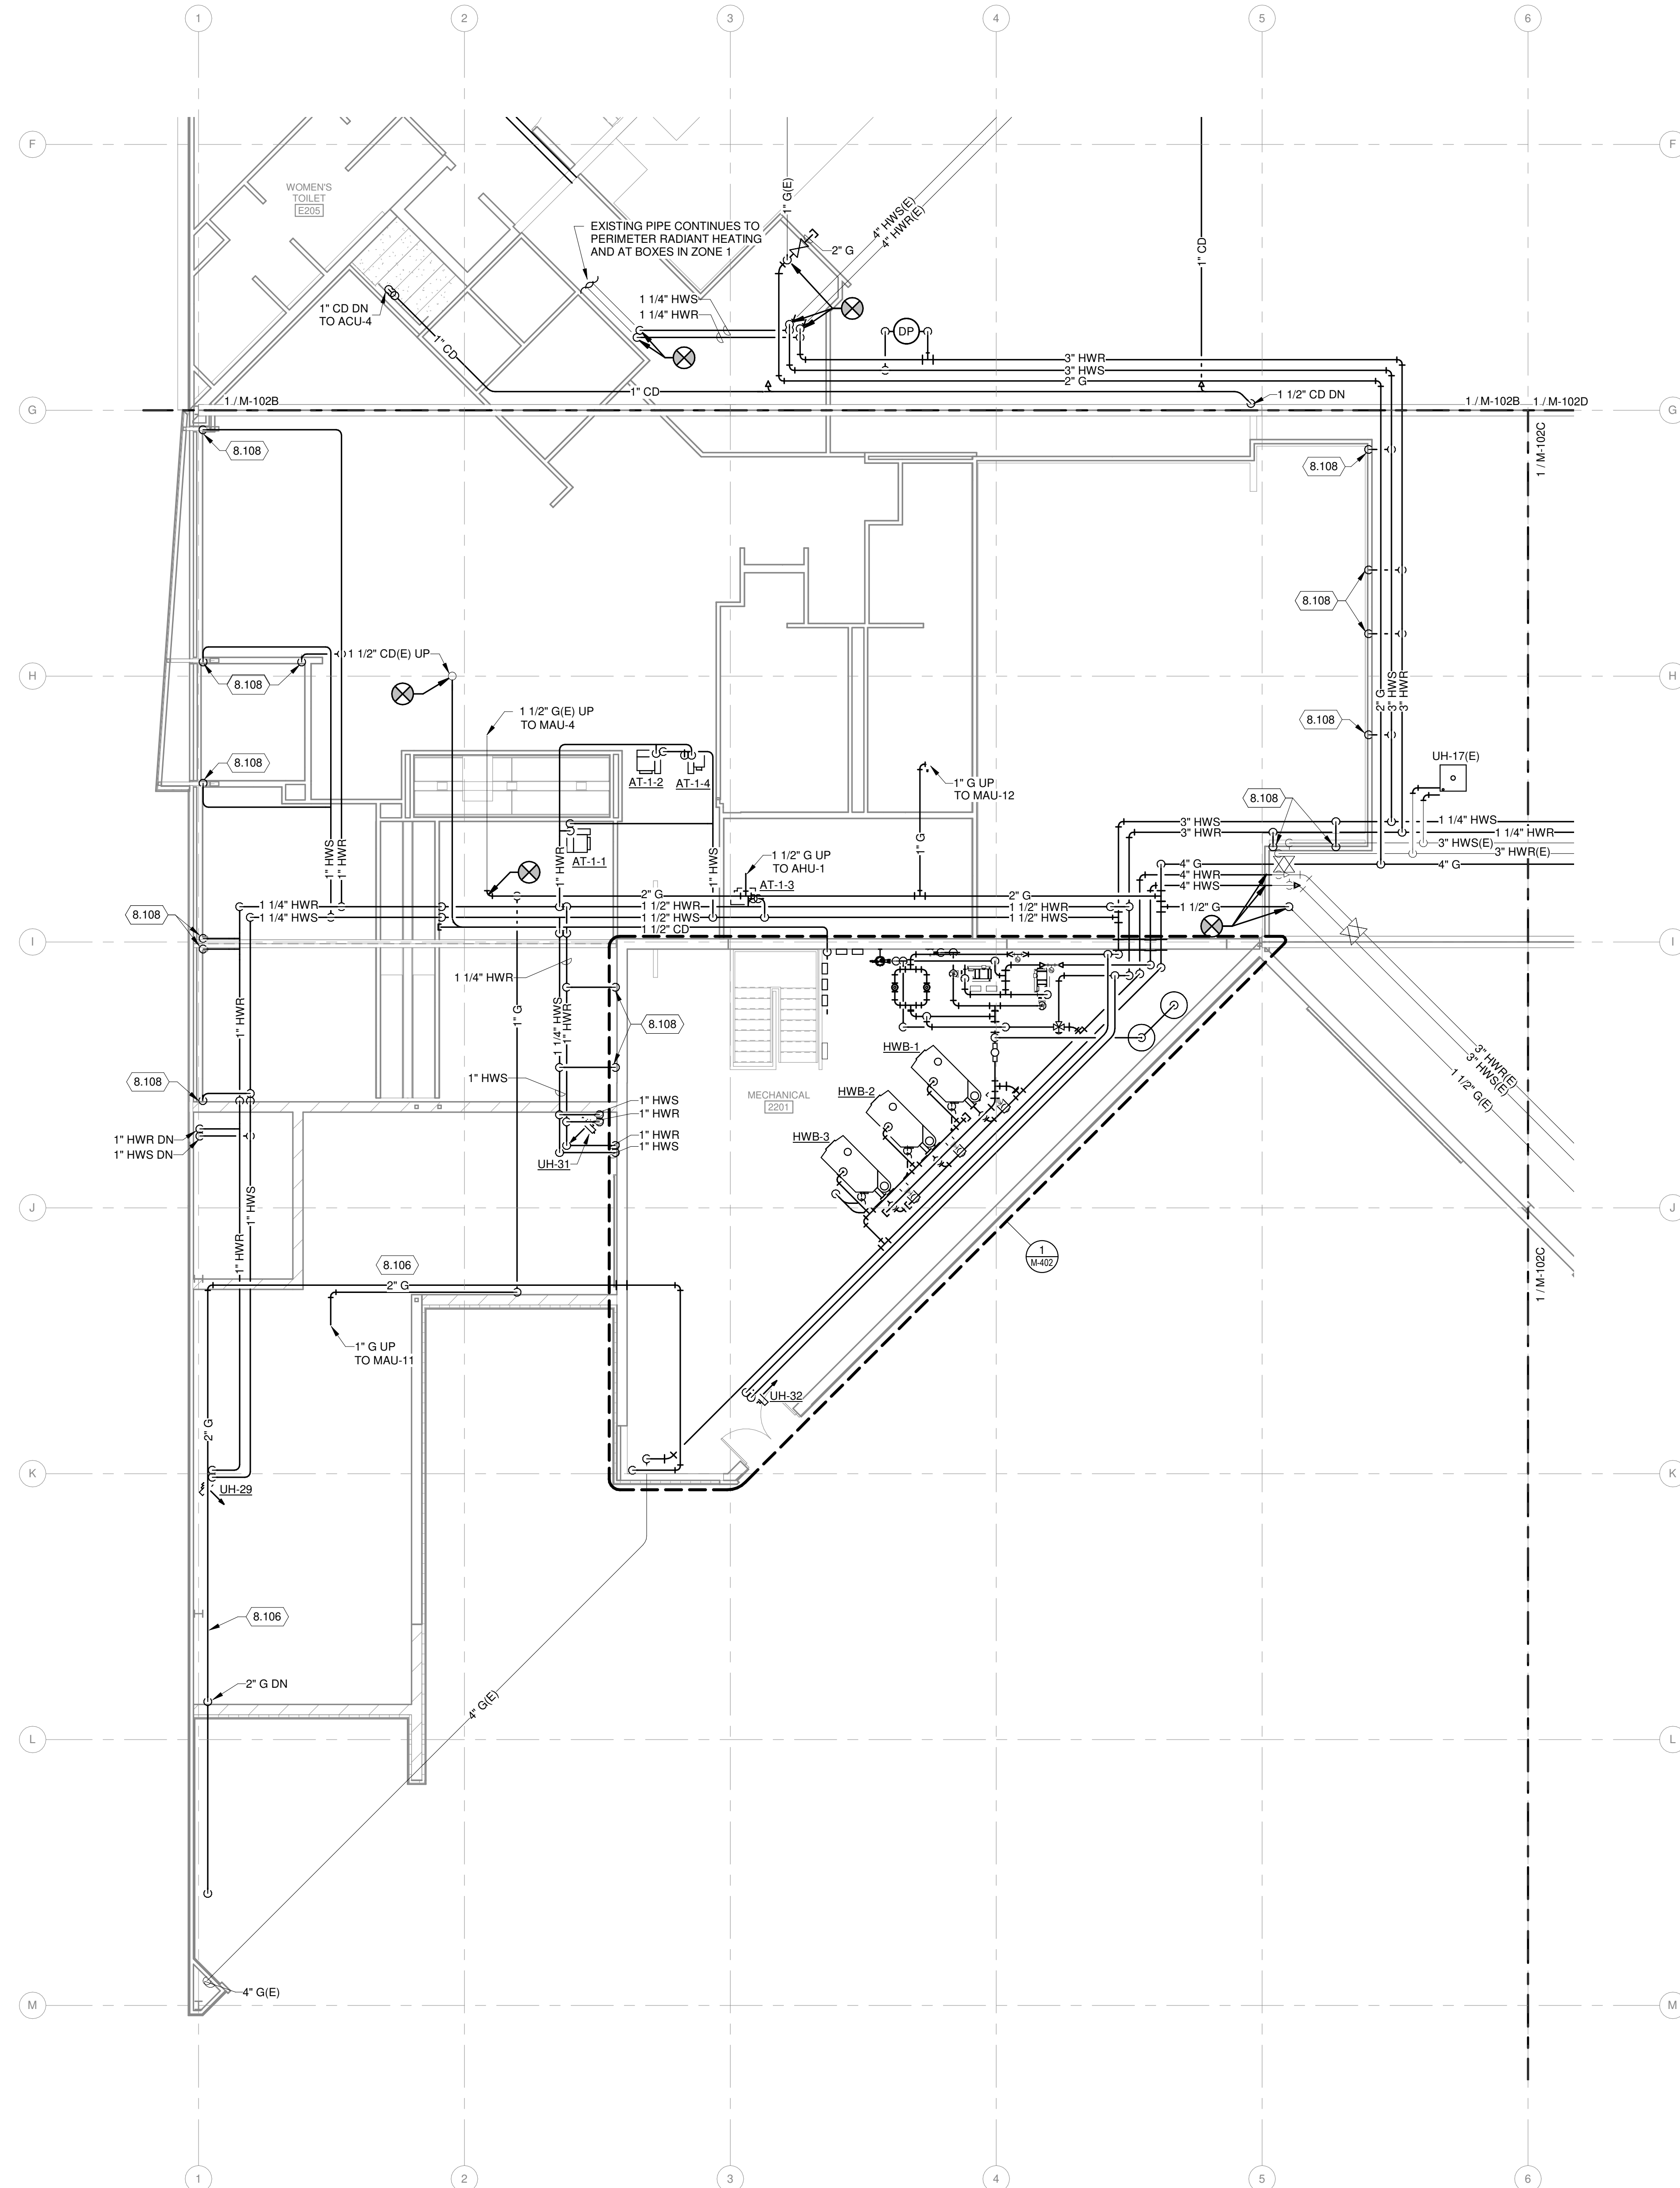 1
2
3
4
5
6
F
F
WOMEN'S
TOILET
E205
1" G(E)
4" HWS(E)
4" HWR(E)
EXISTING PIPE CONTINUES TO
PERIMETER RADIANT HEATING
AND AT BOXES IN ZONE 1
2" G
1" CD
1 1/4" HWS
1 1/4" HWR
1" CD DN
TO ACU-4
1" CD
DP
3" HWR
3" HWS
2" G
1" CD
1 1/2" CD DN
1 / M-102B
1 / M-102B
1 / M-102D
G
G
1 / M-102C
8.108
8.108
8.108
1 1/2" CD(E) UP
H
H
8.108
2" G
3" HWS
3" HWR
1 1/2" G(E) UP
TO MAU-4
8.108
UH-17(E)
8.108
AT-1-2
AT-1-4
1" G UP
TO MAU-12
8.108
3" HWS
3" HWR
1 1/4" HWS
1 1/4" HWR
3" HWS(E)
3" HWR(E)
1" G
1" HWS
1" HWR
1" HWR
AT-1-1
1" HWS
1 1/2" G UP
TO AHU-1
AT-1-3
4" G
4" G
4" HWR
4" HWS
2" G
2" G
8.108
1 1/4" HWR
1 1/4" HWS
1 1/2" HWR
1 1/2" HWS
1 1/2" CD
1 1/2" HWR
1 1/2" HWS
1 1/2" G
I
I
1 1/4" HWR
1" HWR
1" G
1 1/4" HWS
1" HWR
8.108
HWB-1
3" HWR(E)
3" HWS(E)
1 1/2" G(E)
8.108
1" HWS
HWB-2
MECHANICAL
2201
1" HWS
1" HWR
1" HWR DN
1" HWS DN
1" HWR
1" HWS
HWB-3
UH-31
J
J
1" HWS
1" HWR
1
M-402
8.106
2" G
1 / M-102C
1" G UP
TO MAU-11
UH-32
2" G
K
K
UH-29
8.106
2" G DN
4" G(E)
L
L
4" G(E)
M
M
1
2
3
4
5
6